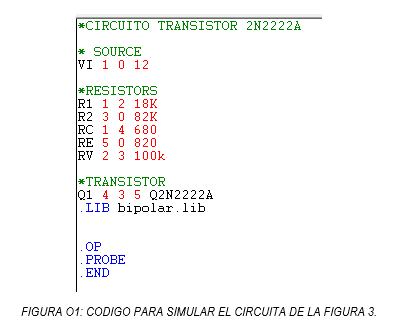 *CIRCUITO TRANSISTOR 2N2222A
* SOURCE
VI 1 0 12
*RESISTORS
R1 1 2 18K
R2 3 0 82K
RC 1 4 680
RE 5 0 820
RV 2 3 100k
*TRANSISTOR
Q1 4 3 5 Q2N2222A
.LIB bipolar.lib
.OP
.PROBE
.END
FIGURA O1: CODIGO PARA SIMULAR EL CIRCUITA DE LA FIGURA 3.